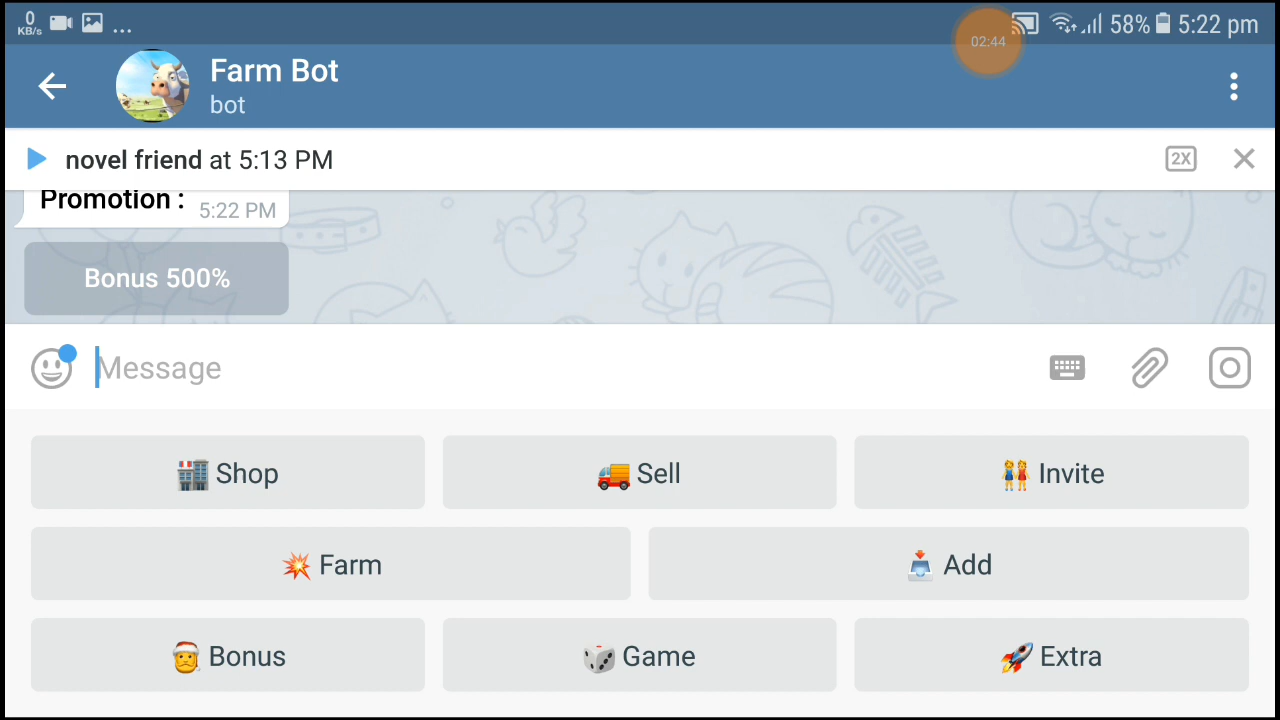 0
KB/s
...
02:44
58%
5:22 pm
Farm Bot
bot
novel friend at 5:13 PM
2X
Promotion :
5:22 PM
Bonus 500%
Message
Shop
Sell
Invite
Farm
Add
Bonus
Game
Extra